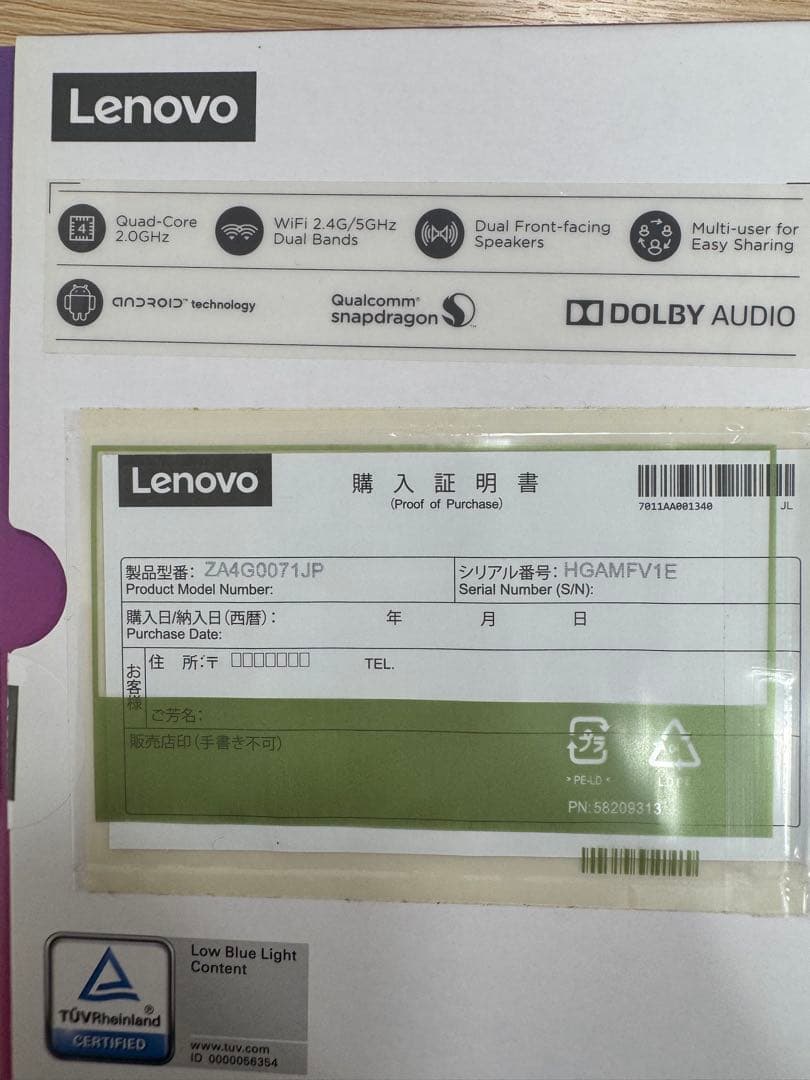 Lenovo
4
Quad-Core
2.0GHz
WiFi 2.4G/5GHz
Dual Bands
Dual Front-facing
Speakers
Multi-user for
Easy Sharing
ANDROID™ technology
Qualcomm®
snapdragon™
DOLBY AUDIO
Lenovo
購入証明書
(Proof of Purchase)
7011AA001340
JL
製品型番: ZA4G0071JP
Product Model Number:
シリアル番号: HGAMFV1E
Serial Number (S/N):
購入日/納入日(西暦): 年 月 日
Purchase Date:
お客様
住 所:〒 □□□□□□□ TEL.
ご芳名:
販売店印(手書き不可)
プラ
>PE-LD<
LDPE
PN:58209313
TÜVRheinland®
CERTIFIED
Low Blue Light
Content
www.tuv.com
ID 0000056354